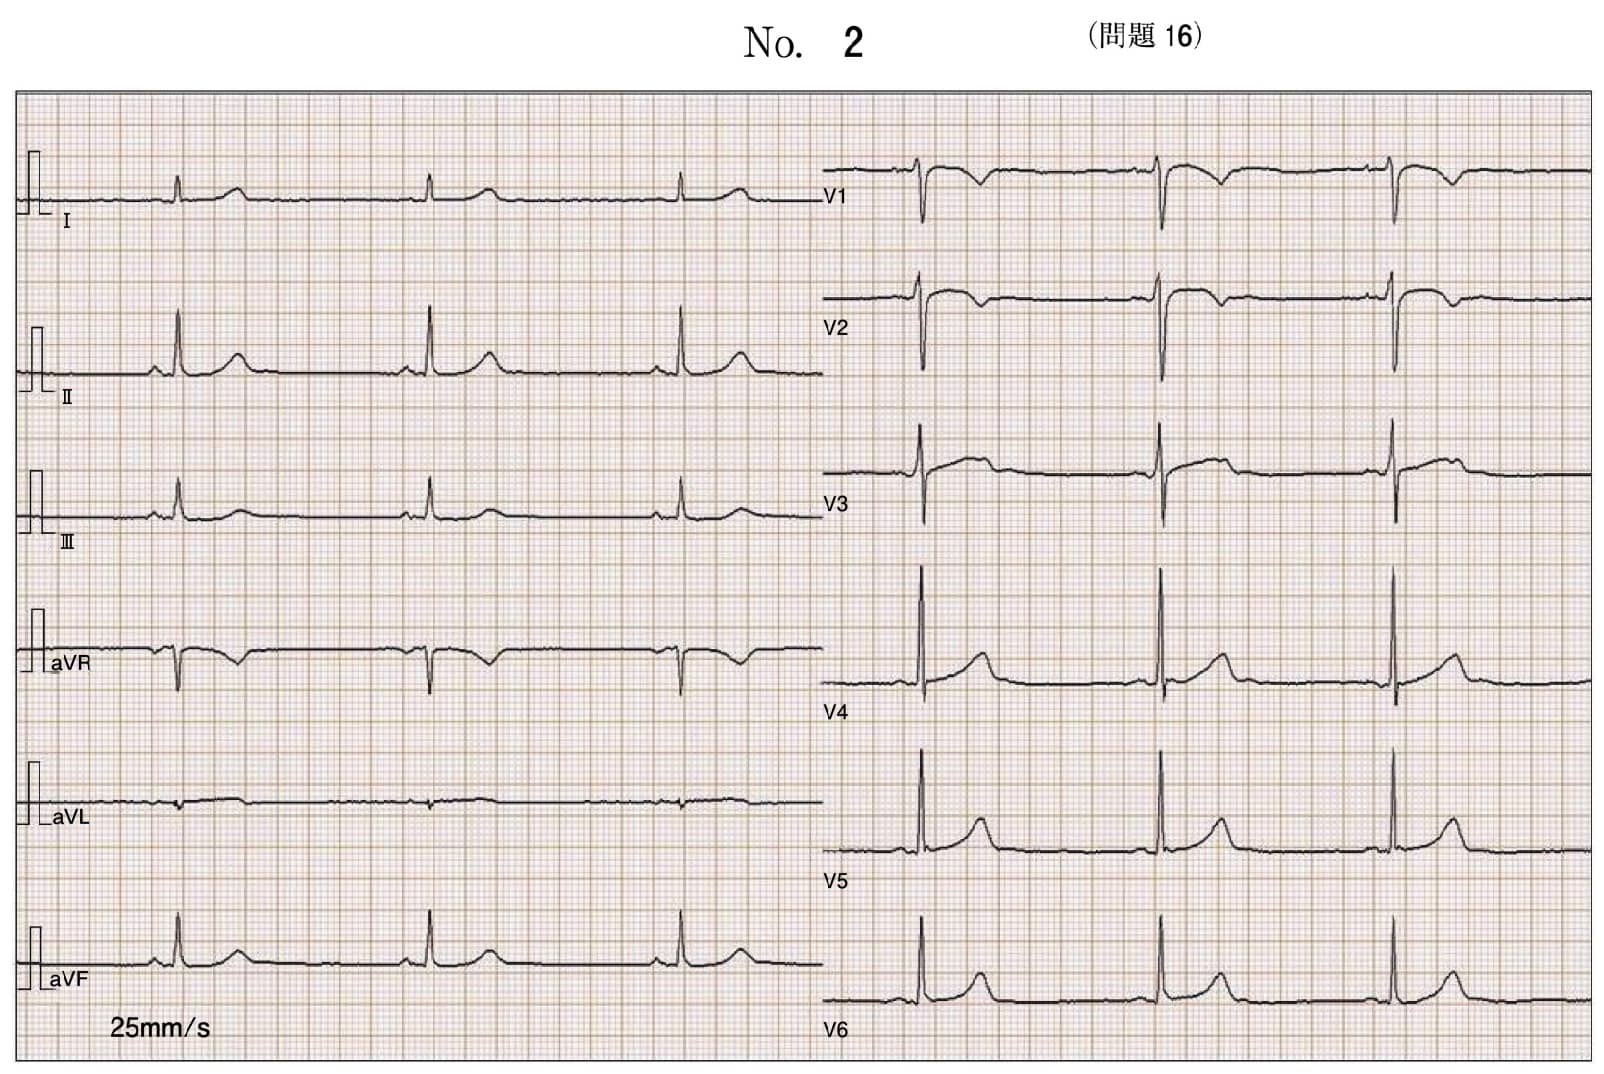 No. 2 (問題 16)
I
II
III
aVR
aVL
aVF
25mm/s
V1
V2
V3
V4
V5
V6